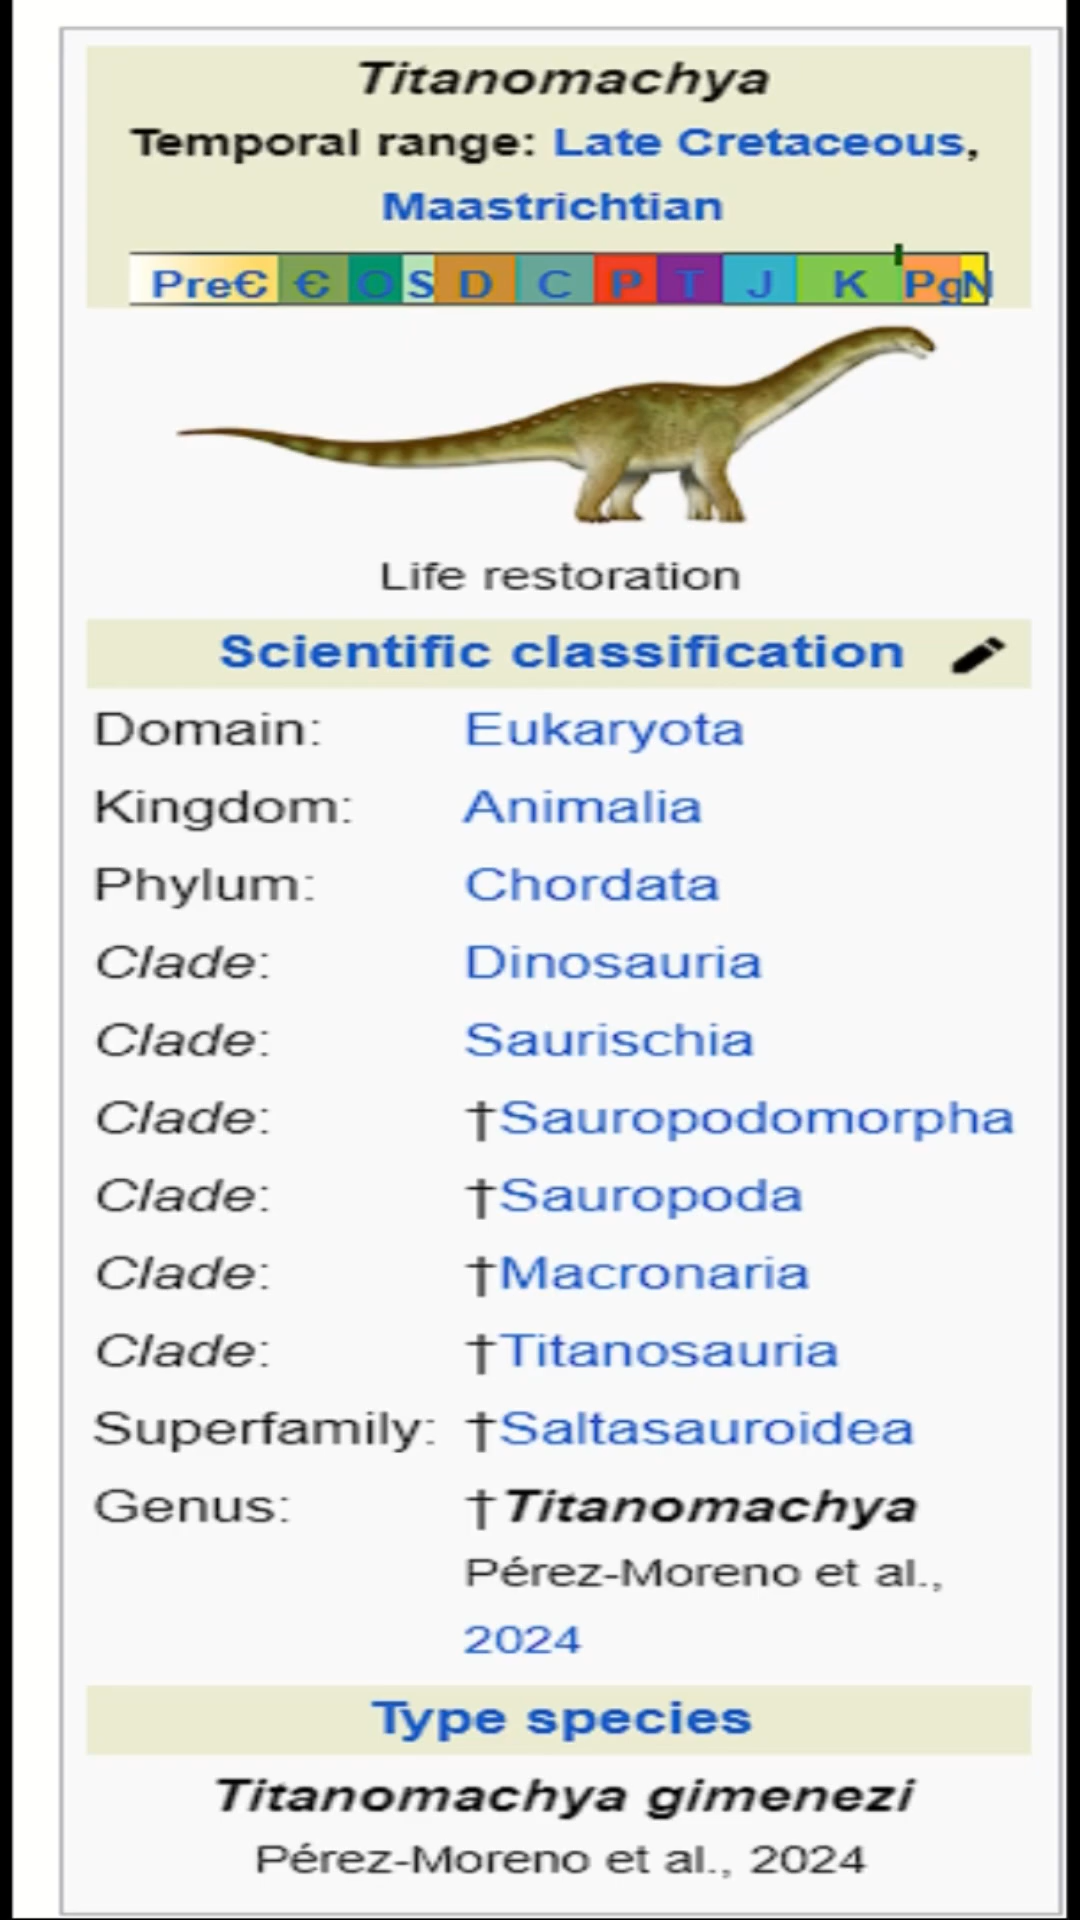 Titanomachya
Temporal range: Late Cretaceous,
Maastrichtian
PreЄ Є O S D C P T J K Pg N
Life restoration
Scientific classification
Domain: Eukaryota
Kingdom: Animalia
Phylum: Chordata
Clade: Dinosauria
Clade: Saurischia
Clade: †Sauropodomorpha
Clade: †Sauropoda
Clade: †Macronaria
Clade: †Titanosauria
Superfamily: †Saltasauroidea
Genus: †Titanomachya
Pérez-Moreno et al.,
2024
Type species
Titanomachya gimenezi
Pérez-Moreno et al., 2024